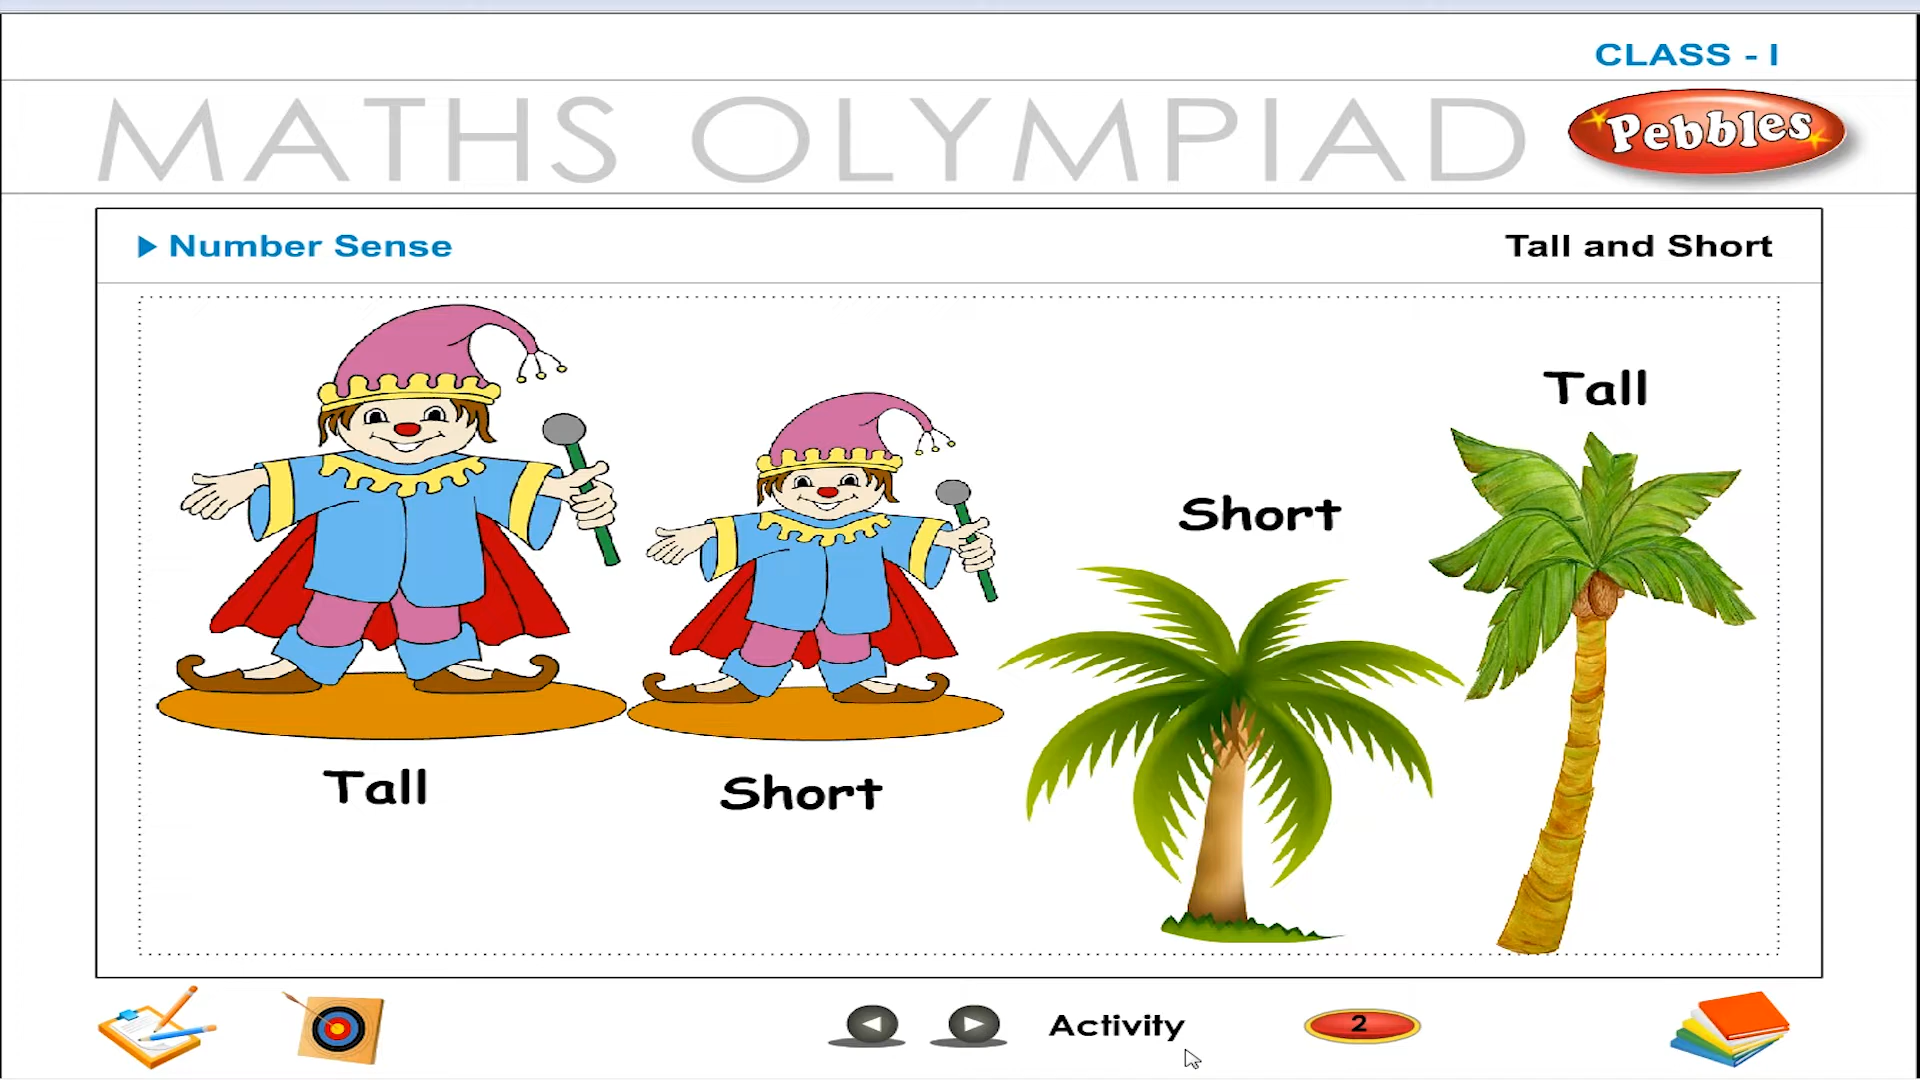 CLASS - I
MATHS OLYMPIAD
Pebbles
Number Sense
Tall and Short
Tall
Short
Short
Tall
Activity
2